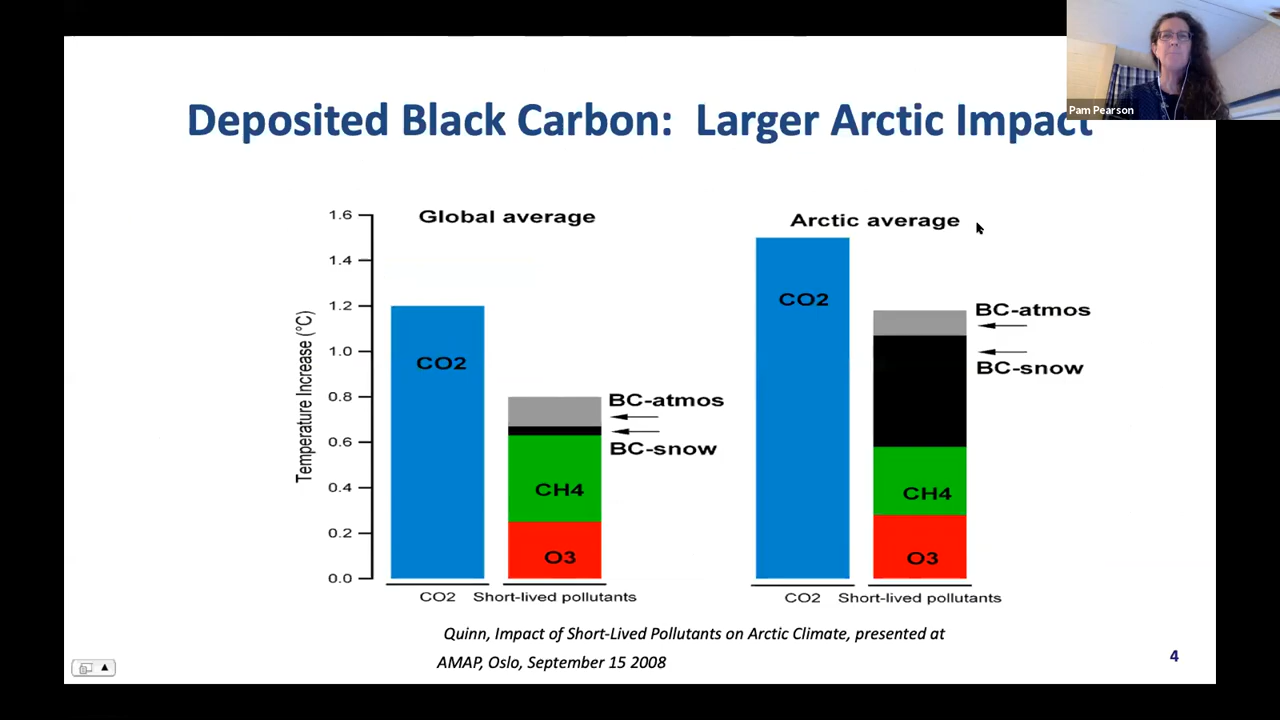 Pam Pearson
Deposited Black Carbon: Larger Arctic Impact
Global average
Arctic average
Temperature Increase (°C)
1.6
1.4
1.2
1.0
0.8
0.6
0.4
0.2
0.0
CO2
BC-atmos
BC-snow
CH4
O3
CO2
BC-atmos
BC-snow
CH4
O3
CO2 Short-lived pollutants
CO2 Short-lived pollutants
Quinn, Impact of Short-Lived Pollutants on Arctic Climate, presented at
AMAP, Oslo, September 15 2008
4